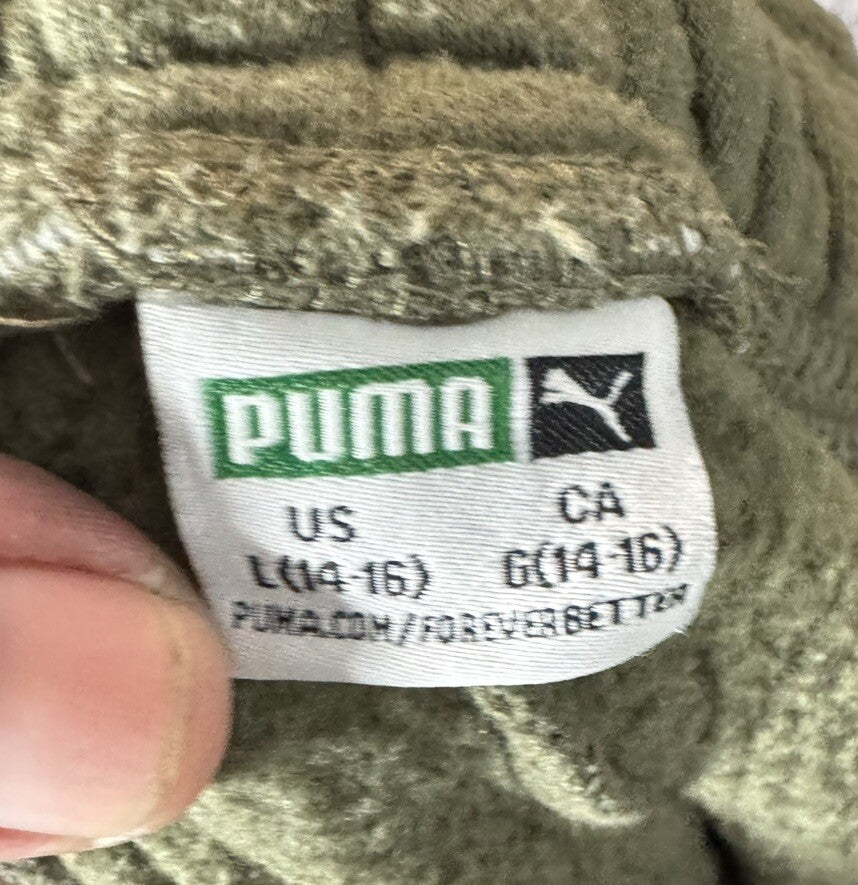 PUMA
US CA
L(14-16) G(14-16)
PUMA.COM/FOREVERBETTER